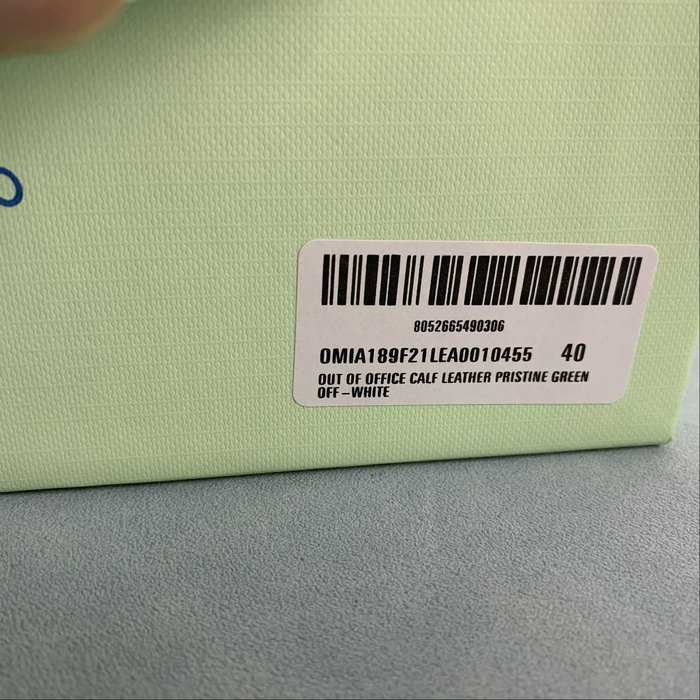 8052665490306
OMIA189F21LEA0010455 40
OUT OF OFFICE CALF LEATHER PRISTINE GREEN
OFF-WHITE